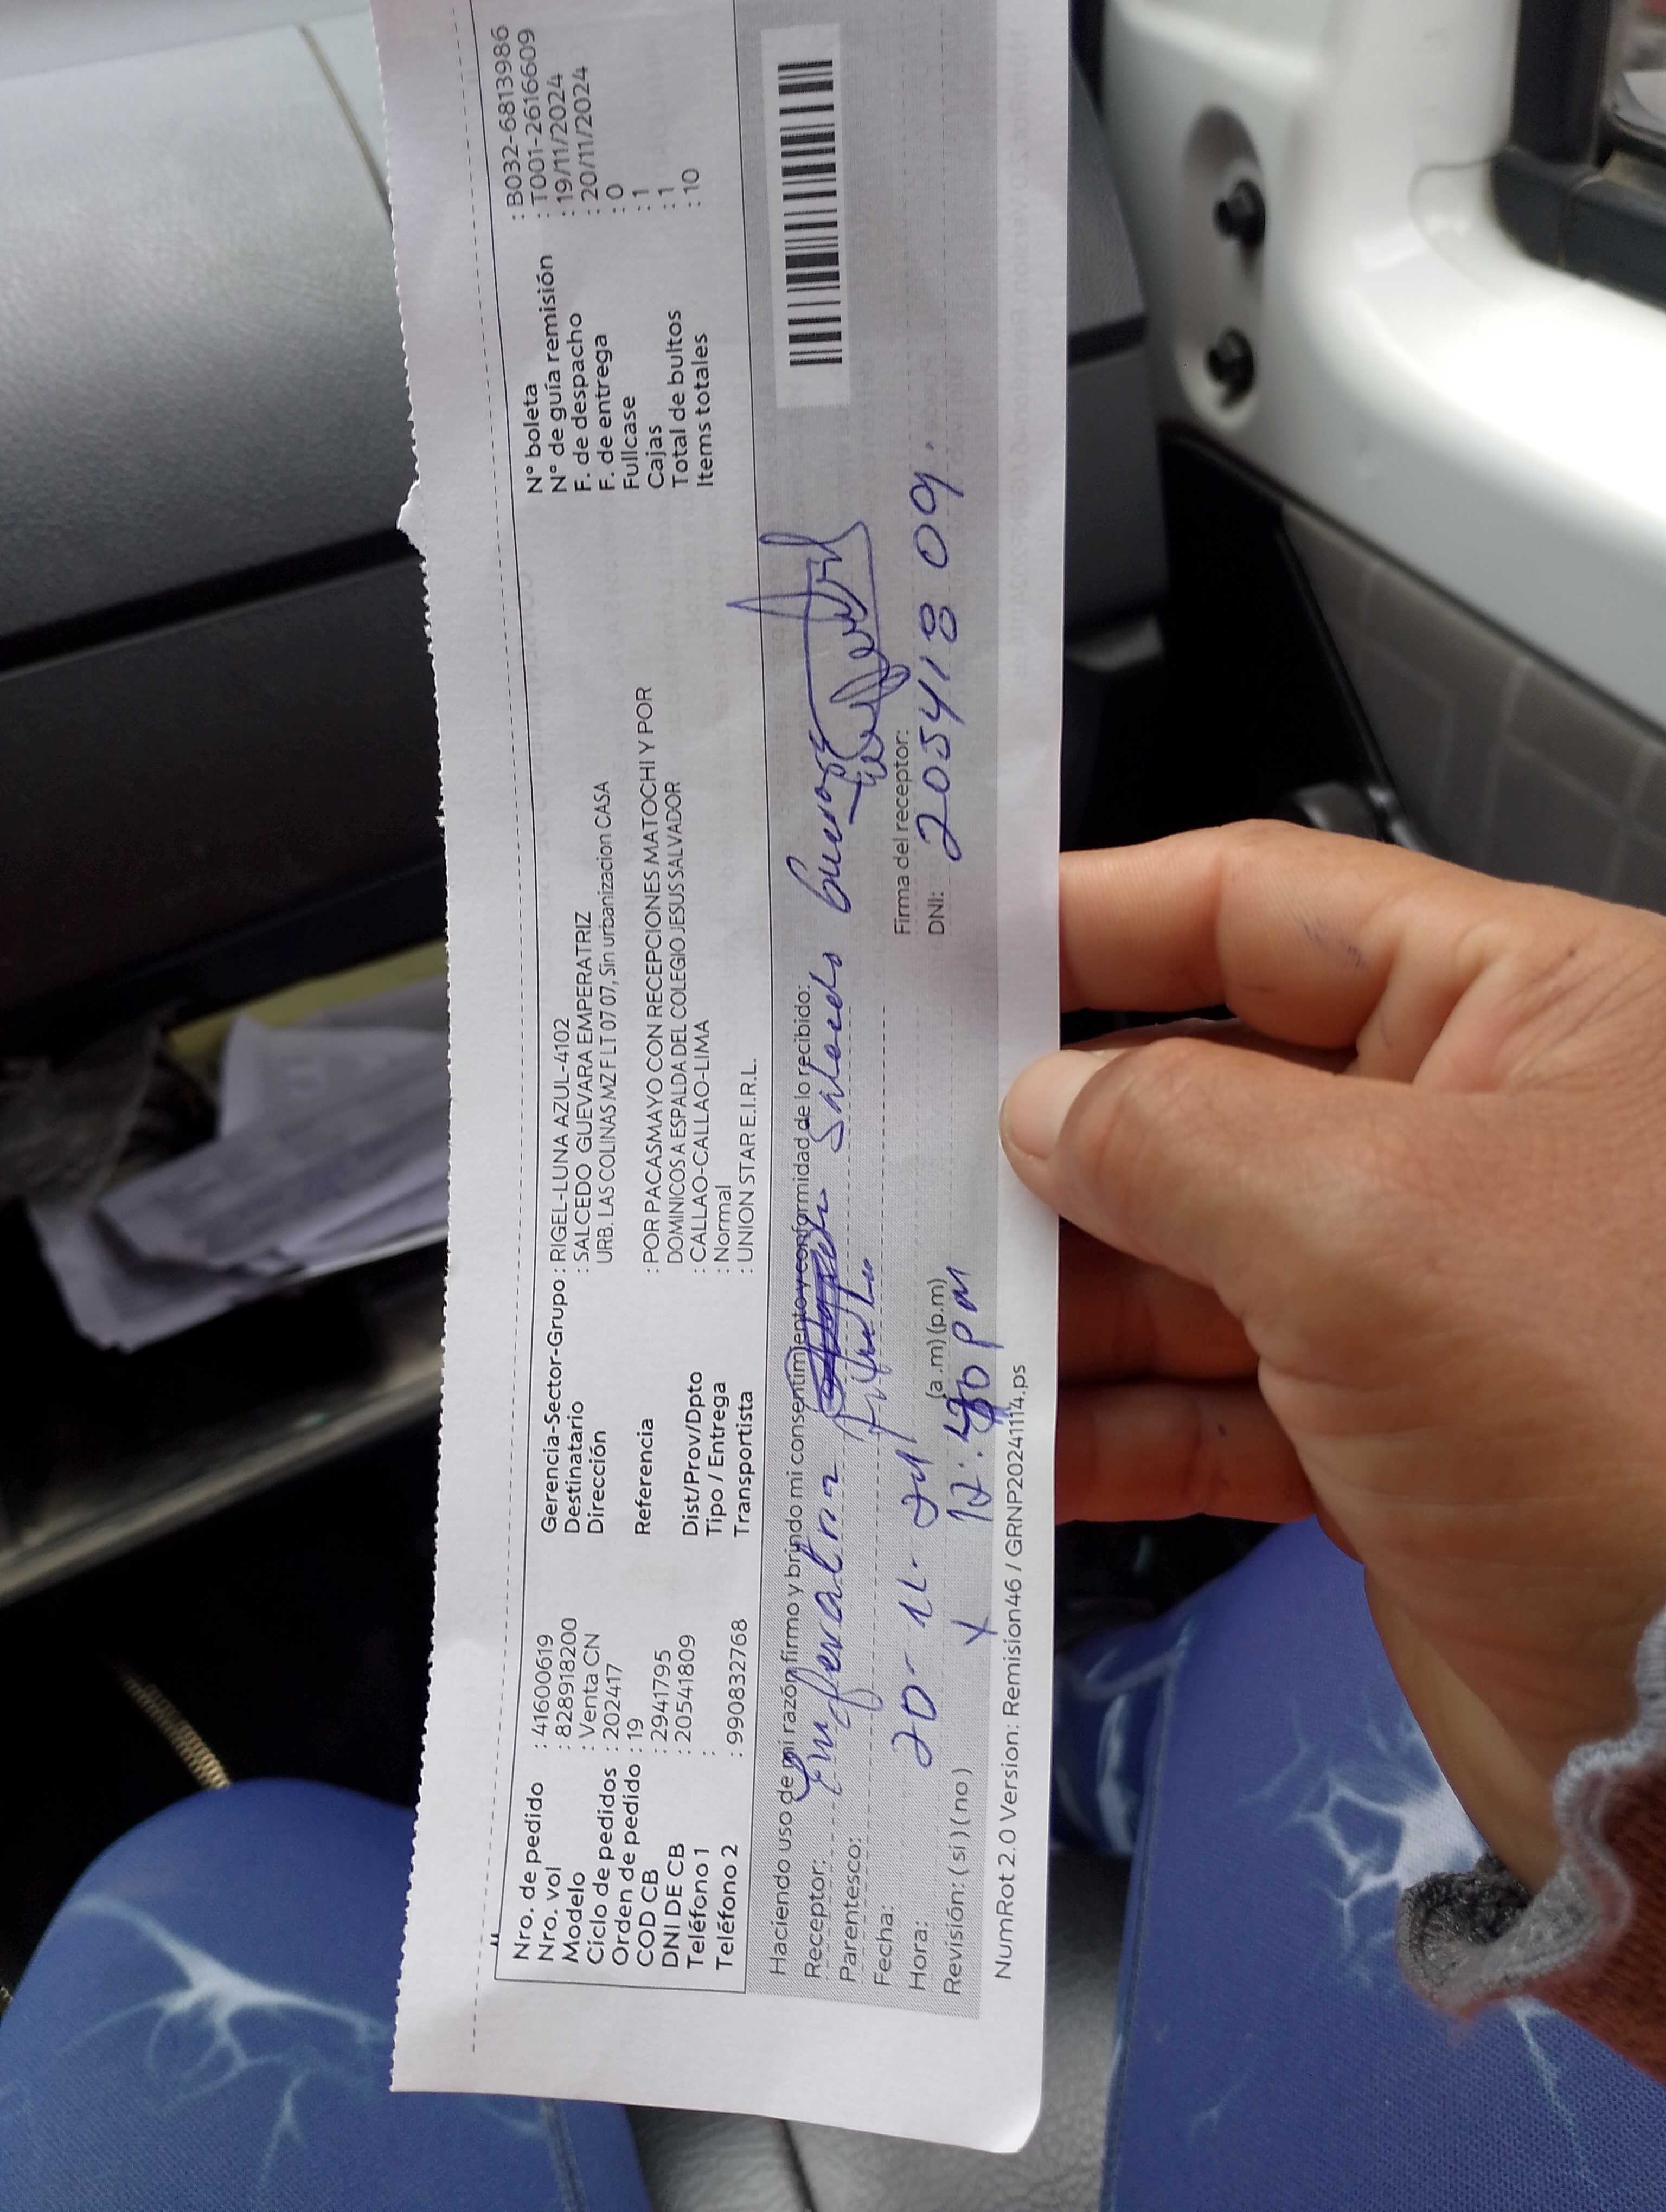 Nro. de pedido : 41600619
Nro. vol : 828918200
Modelo : Venta CN
Ciclo de pedidos : 202417
Orden de pedido : 19
COD CB : 2941795
DNI DE CB : 20541809
Teléfono 1 :
Teléfono 2 : 990832768
Gerencia-Sector-Grupo : RIGEL-LUNA AZUL-4102
Destinatario : SALCEDO GUEVARA EMPERATRIZ
Dirección URB. LAS COLINAS MZ F LT 07 07, Sin urbanizacion CASA
Referencia : POR PACASMAYO CON RECEPCIONES MATOCHI Y POR
DOMINICOS A ESPALDA DEL COLEGIO JESUS SALVADOR
Dist/Prov/Dpto : CALLAO-CALLAO-LIMA
Tipo / Entrega : Normal
Transportista : UNION STAR E.I.R.L.
N° boleta : B032-6813986
N° de guía remisión : T001-2616609
F. de despacho : 19/11/2024
F. de entrega : 20/11/2024
Fullcase : 0
Cajas : 1
Total de bultos : 1
Items totales : 10
Haciendo uso de mi razón firmo y brindo mi consentimiento y conformidad de lo recibido:
Receptor: Salcedo
Parentesco:
Fecha: 20-11-24
Hora: 12: pm (a.m) (p.m)
Revisión: (si) (no) X
Firma del receptor:
DNI: 20541809
NumRot 2.0 Version: Remision46 / GRNP20241114.ps